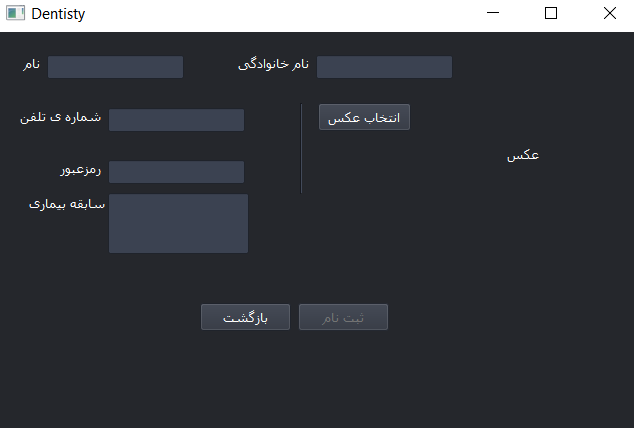 Dentisty
نام
نام خانوادگی
شماره ی تلفن
انتخاب عکس
عکس
رمزعبور
سابقه بیماری
بازگشت
ثبت نام